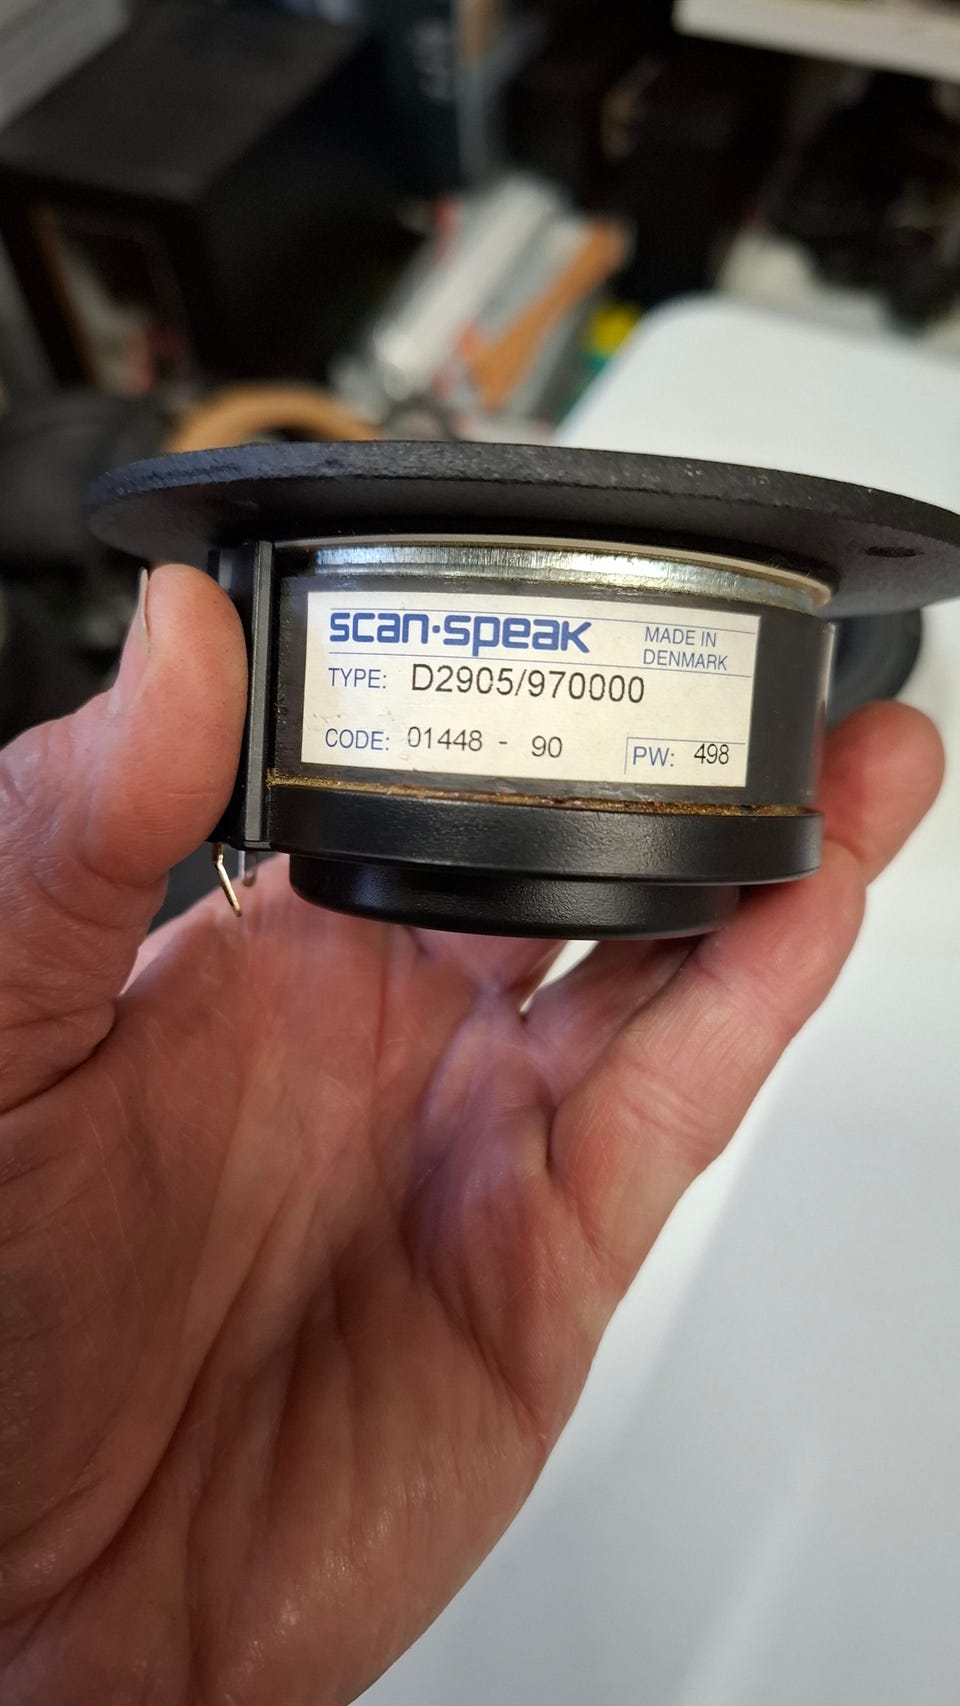 scan-speak
MADE IN
DENMARK
TYPE: D2905/970000
CODE: 01448 - 90
PW: 498